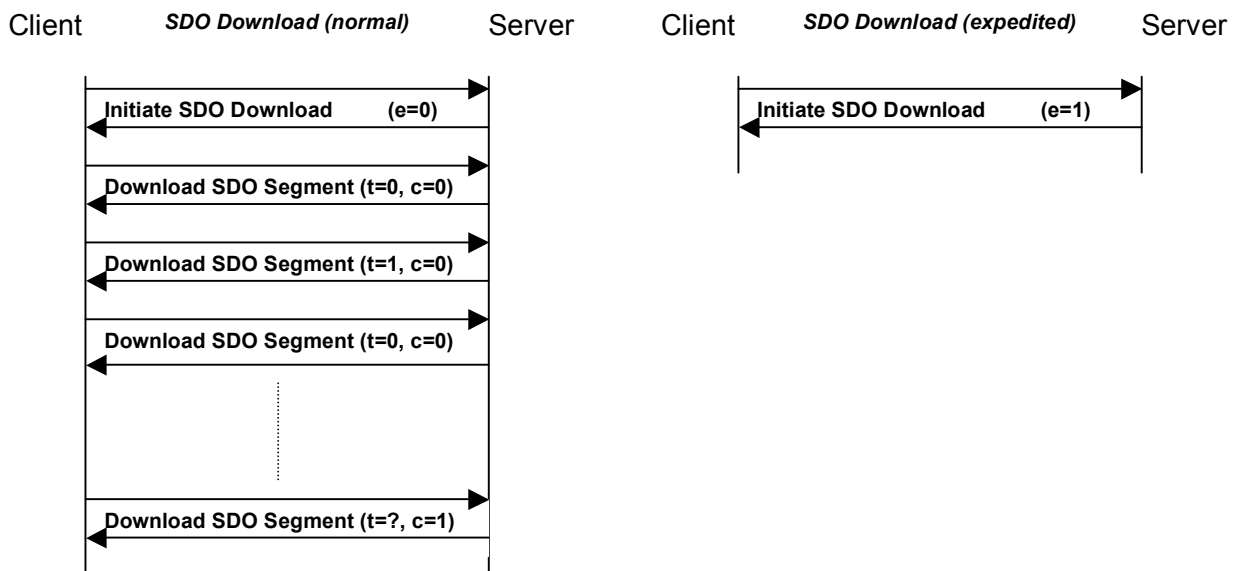 Client SDO Download (normal) Server
Initiate SDO Download (e=0)
Download SDO Segment (t=0, c=0)
Download SDO Segment (t=1, c=0)
Download SDO Segment (t=0, c=0)
Download SDO Segment (t=?, c=1)
Client SDO Download (expedited) Server
Initiate SDO Download (e=1)